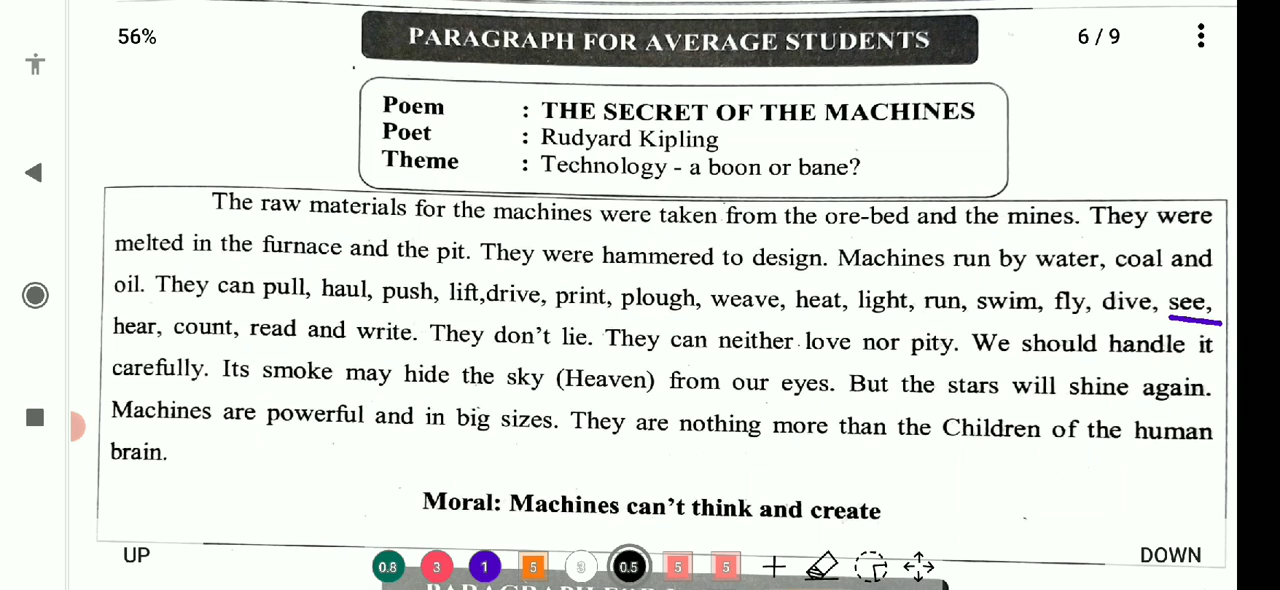 56%
PARAGRAPH FOR AVERAGE STUDENTS
6 / 9
Poem : THE SECRET OF THE MACHINES
Poet : Rudyard Kipling
Theme : Technology - a boon or bane?
The raw materials for the machines were taken from the ore-bed and the mines. They were
melted in the furnace and the pit. They were hammered to design. Machines run by water, coal and
oil. They can pull, haul, push, lift,drive, print, plough, weave, heat, light, run, swim, fly, dive, see,
hear, count, read and write. They don't lie. They can neither love nor pity. We should handle it
carefully. Its smoke may hide the sky (Heaven) from our eyes. But the stars will shine again.
Machines are powerful and in big sizes. They are nothing more than the Children of the human
brain.
Moral: Machines can't think and create
UP
DOWN
0.8 3 1 5 3 0.5 5 5